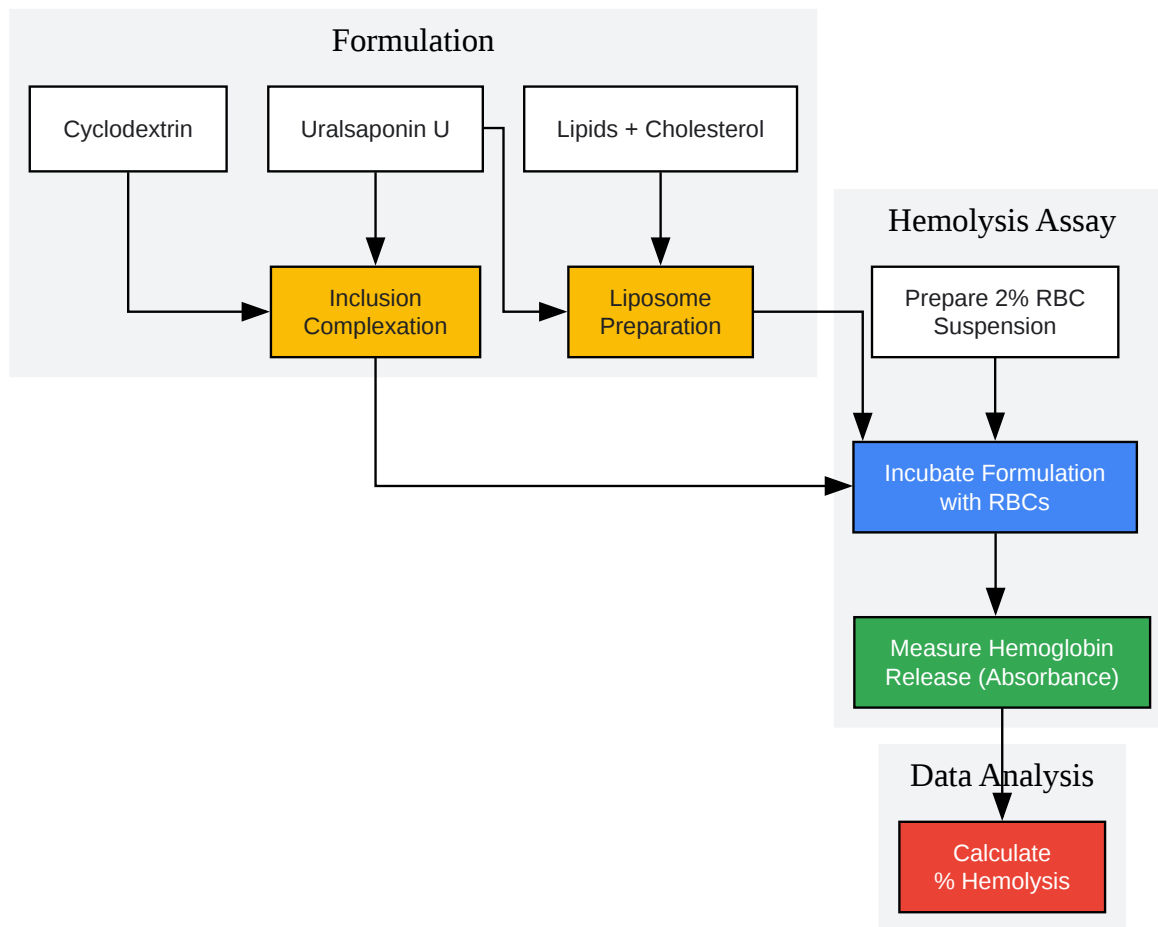 Formulation
Cyclodextrin
Uralsaponin U
Lipids + Cholesterol
Inclusion
Complexation
Liposome
Preparation
Hemolysis Assay
Prepare 2% RBC
Suspension
Incubate Formulation
with RBCs
Measure Hemoglobin
Release (Absorbance)
Data Analysis
Calculate
% Hemolysis